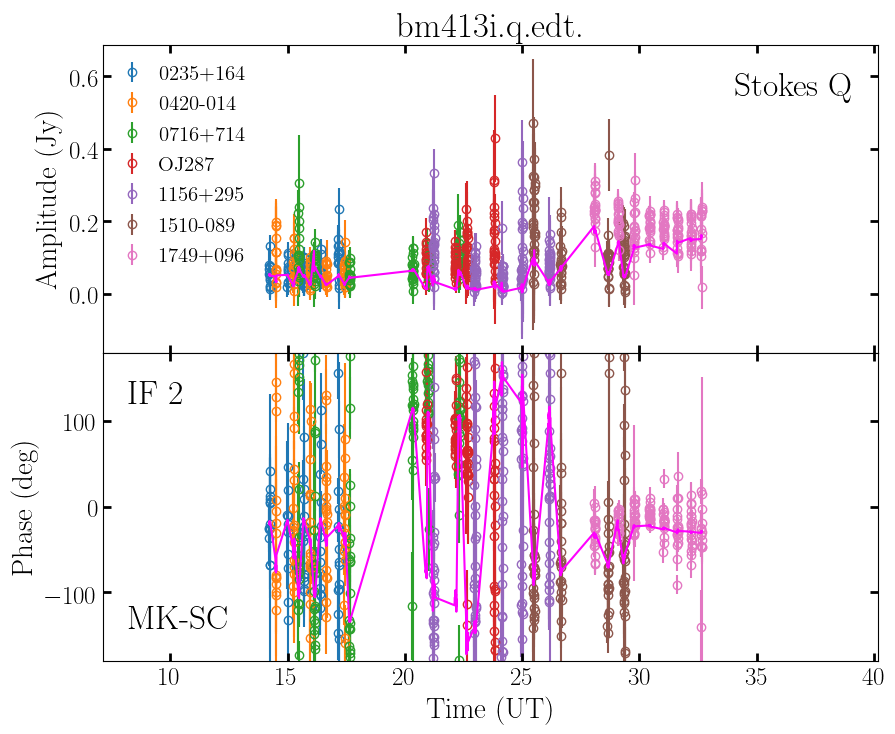 bm413i.q.edt.
Stokes Q
0235+164
0420-014
0716+714
OJ287
1156+295
1510-089
1749+096
Amplitude (Jy)
0.6
0.4
0.2
0.0
IF 2
MK-SC
Phase (deg)
100
0
−100
10 15 20 25 30 35 40
Time (UT)